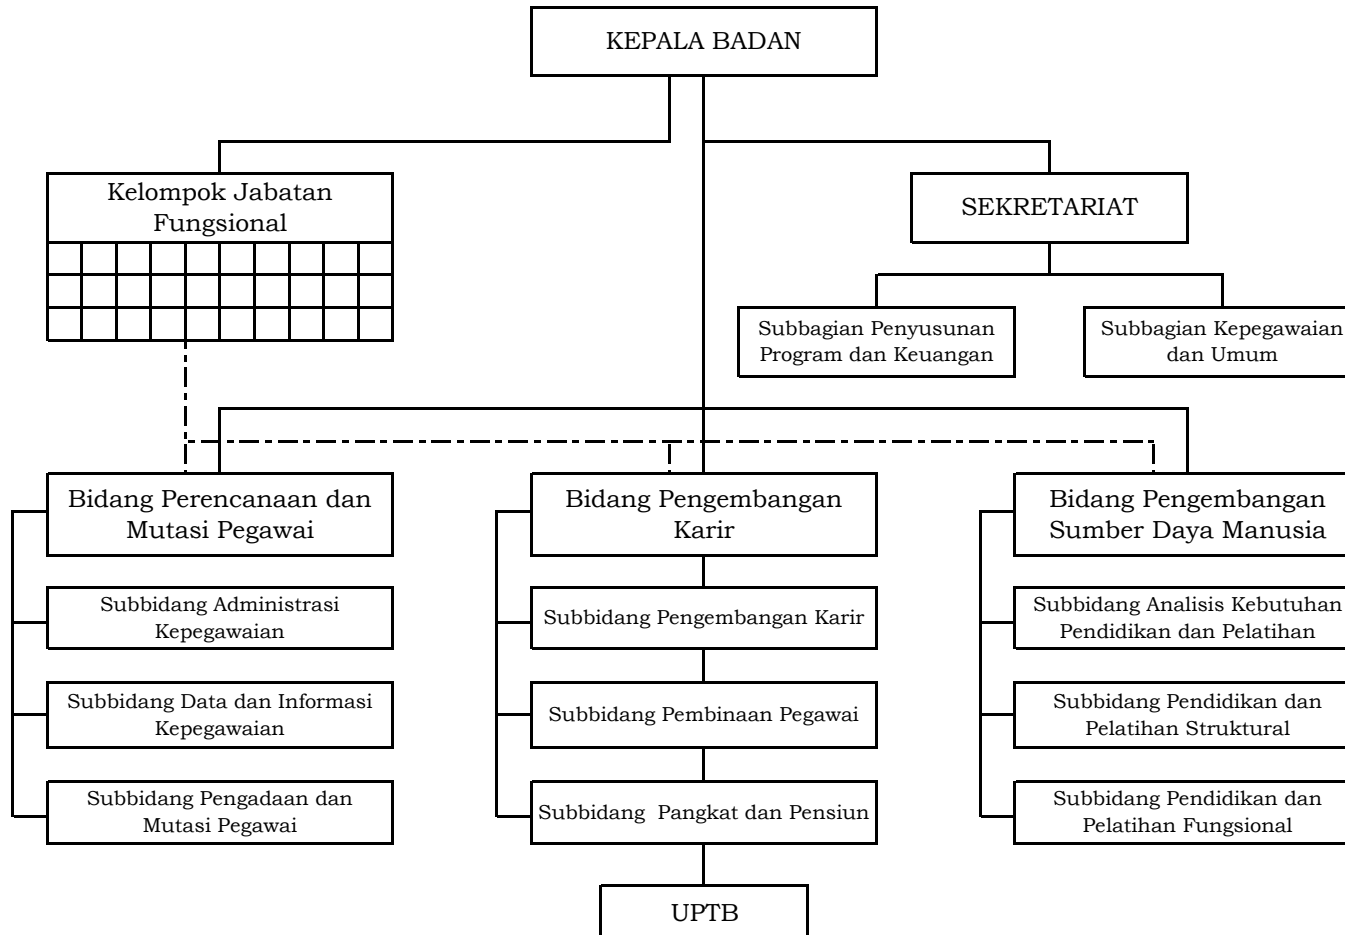 KEPALA BADAN
Kelompok Jabatan
Fungsional
SEKRETARIAT
Subbagian Penyusunan
Program dan Keuangan
Subbagian Kepegawaian
dan Umum
Bidang Perencanaan dan
Mutasi Pegawai
Bidang Pengembangan
Karir
Bidang Pengembangan
Sumber Daya Manusia
Subbidang Administrasi
Kepegawaian
Subbidang Pengembangan Karir
Subbidang Analisis Kebutuhan
Pendidikan dan Pelatihan
Subbidang Data dan Informasi
Kepegawaian
Subbidang Pembinaan Pegawai
Subbidang Pendidikan dan
Pelatihan Struktural
Subbidang Pengadaan dan
Mutasi Pegawai
Subbidang  Pangkat dan Pensiun
Subbidang Pendidikan dan
Pelatihan Fungsional
UPTB